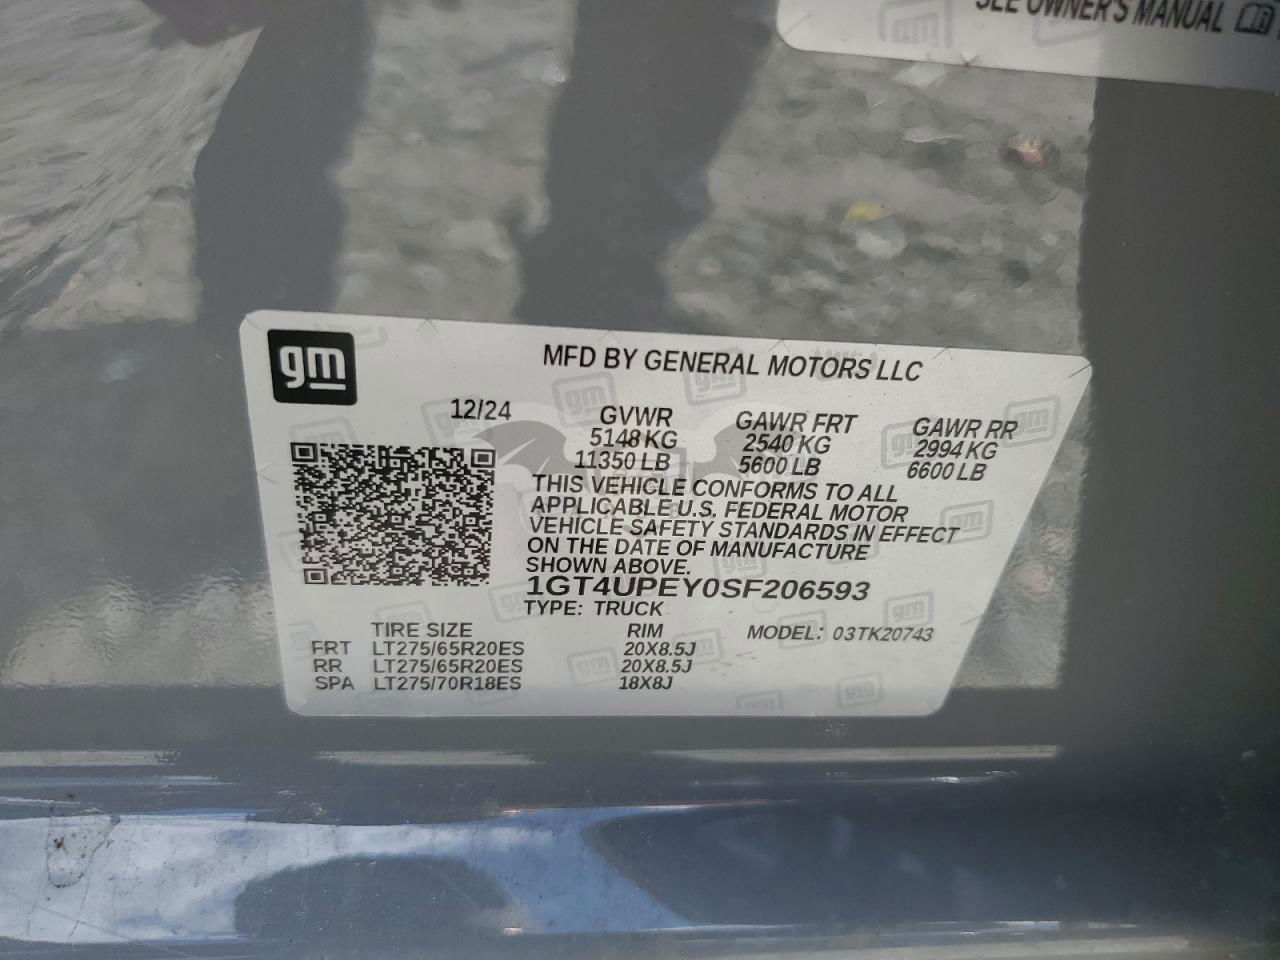 SEE OWNER'S MANUAL
gm
MFD BY GENERAL MOTORS LLC
12/24
GVWR GAWR FRT GAWR RR
5148 KG 2540 KG 2994 KG
11350 LB 5600 LB 6600 LB
THIS VEHICLE CONFORMS TO ALL
APPLICABLE U.S. FEDERAL MOTOR
VEHICLE SAFETY STANDARDS IN EFFECT
ON THE DATE OF MANUFACTURE
SHOWN ABOVE.
1GT4UPEY0SF206593
TYPE: TRUCK
TIRE SIZE RIM MODEL: 03TK20743
FRT LT275/65R20ES 20X8.5J
RR LT275/65R20ES 20X8.5J
SPA LT275/70R18ES 18X8J